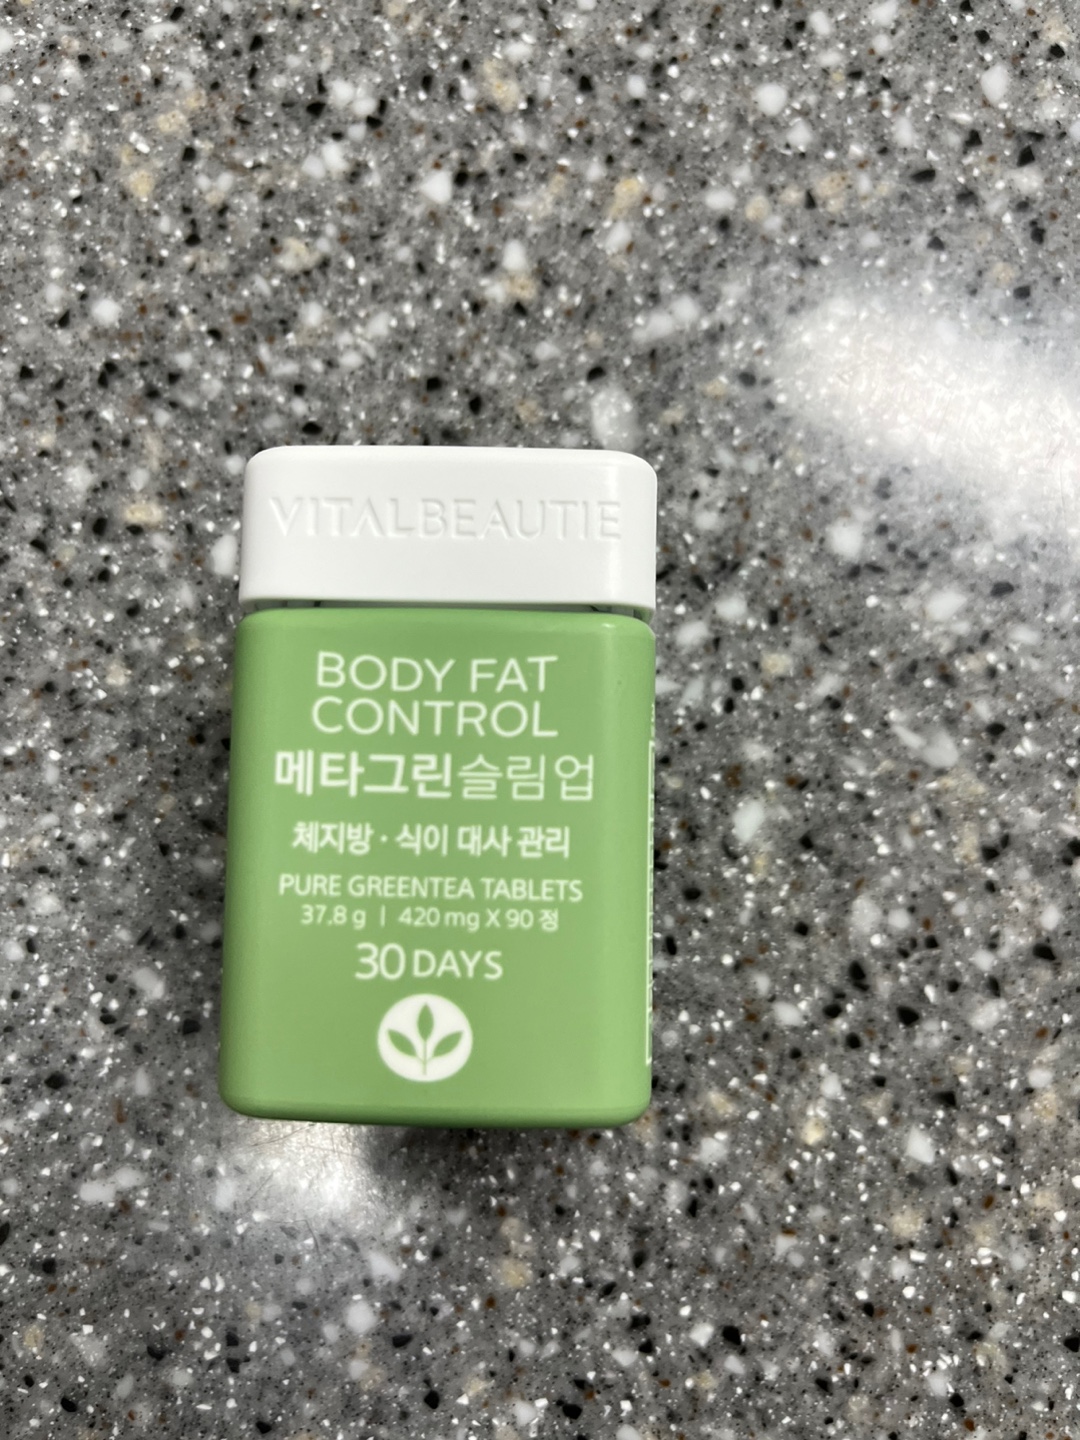 VITALBEAUTIE
BODY FAT
CONTROL
메타그린슬림업
체지방 · 식이 대사 관리
PURE GREENTEA TABLETS
37.8 g | 420 mg X 90 정
30 DAYS